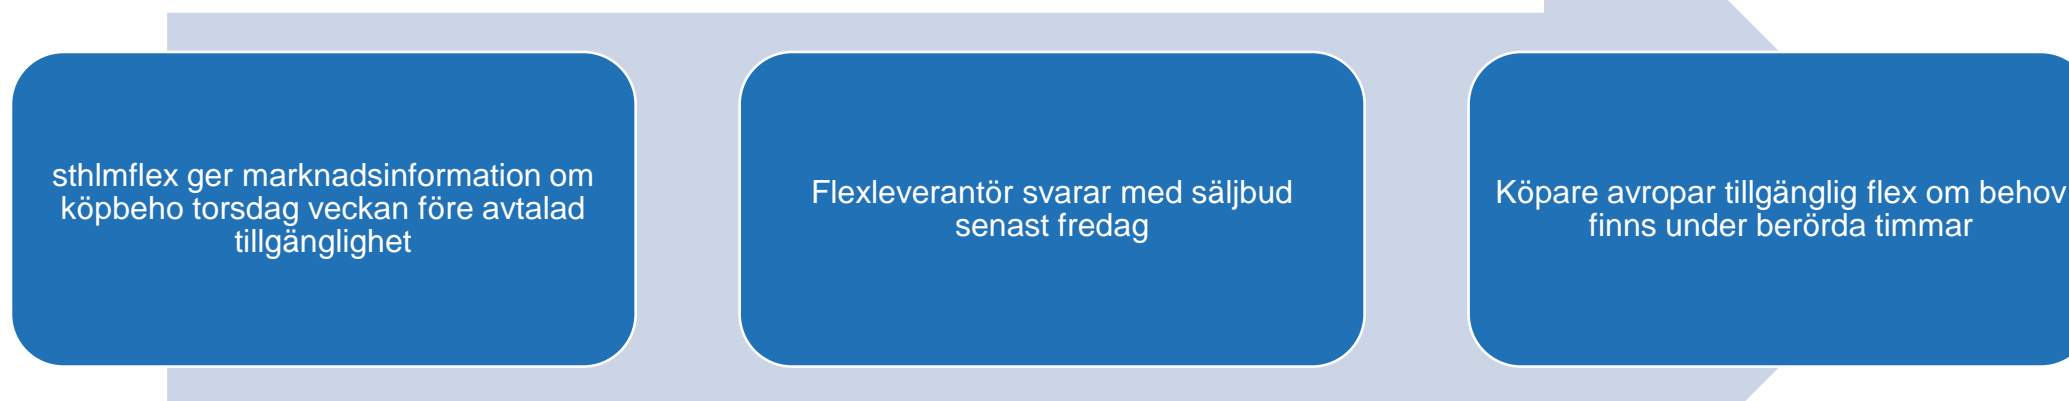 sthlmflex ger marknadsinformation om
köpbeho torsdag veckan före avtalad
tillgänglighet
Flexleverantör svarar med säljbud
senast fredag
Köpare avropar tillgänglig flex om behov
finns under berörda timmar